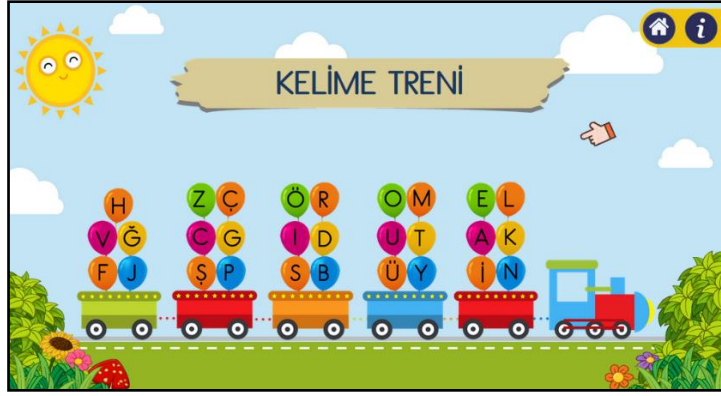 KELİME TRENİ
i
H
Z Ç
Ö R
O M
E L
V Ğ
C G
I D
U T
A K
F J
Ş P
S B
Ü Y
İ N